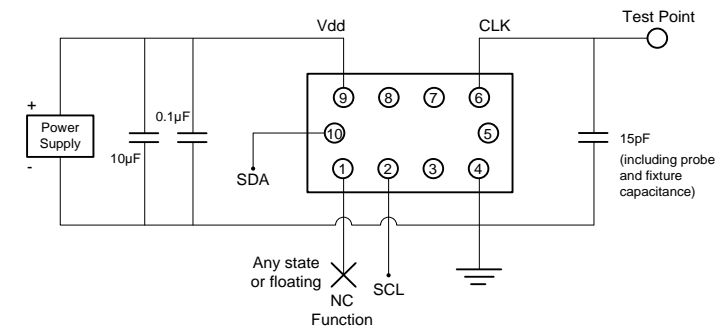 Vdd
CLK
Test Point
+
Power
Supply
-
10µF
0.1µF
9
8
7
6
10
5
1
2
3
4
SDA
15pF
(including probe
and fixture
capacitance)
Any state
or floating
NC
Function
SCL